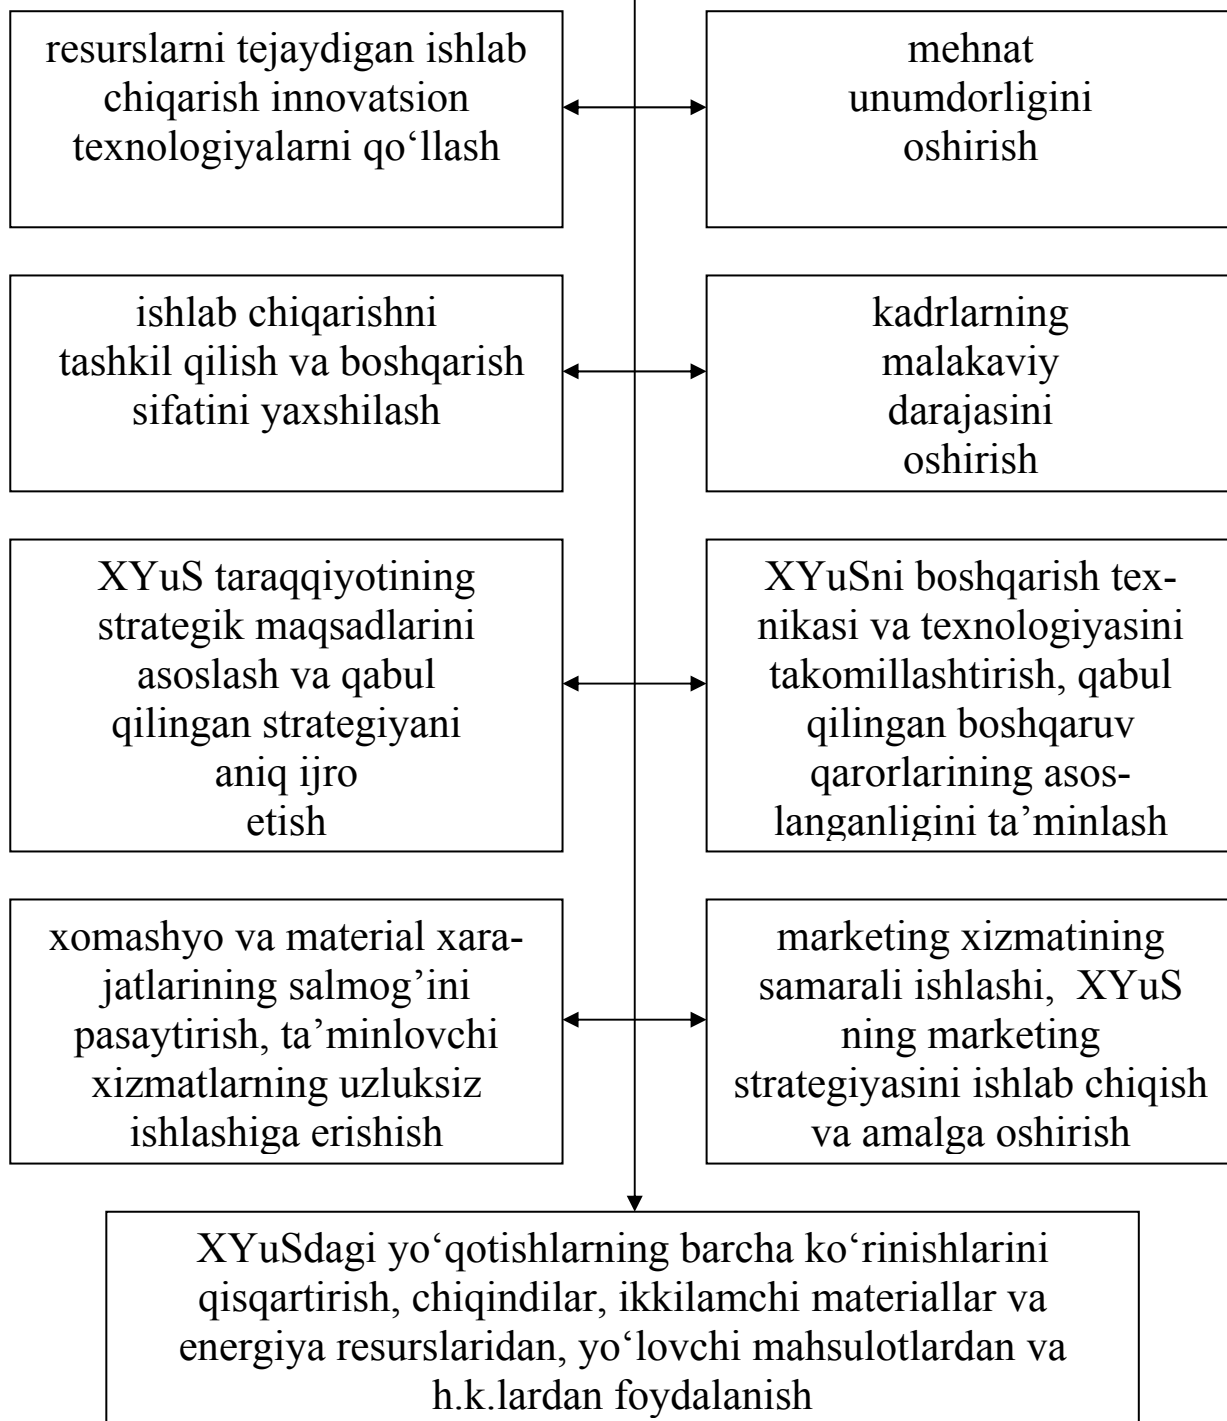 resurslarni tejaydigan ishlab
chiqarish innovatsion
texnologiyalarni qo‘llash
mehnat
unumdorligini
oshirish
ishlab chiqarishni
tashkil qilish va boshqarish
sifatini yaxshilash
kadrlarning
malakaviy
darajasini
oshirish
XYuS taraqqiyotining
strategik maqsadlarini
asoslash va qabul
qilingan strategiyani
aniq ijro
etish
XYuSni boshqarish tex-
nikasi va texnologiyasini
takomillashtirish, qabul
qilingan boshqaruv
qarorlarining asos-
langanligini ta’minlash
xomashyo va material xara-
jatlarining salmog’ini
pasaytirish, ta’minlovchi
xizmatlarning uzluksiz
ishlashiga erishish
marketing xizmatining
samarali ishlashi,  XYuS
ning marketing
strategiyasini ishlab chiqish
va amalga oshirish
XYuSdagi yo‘qotishlarning barcha ko‘rinishlarini
qisqartirish, chiqindilar, ikkilamchi materiallar va
energiya resurslaridan, yo‘lovchi mahsulotlardan va
h.k.lardan foydalanish